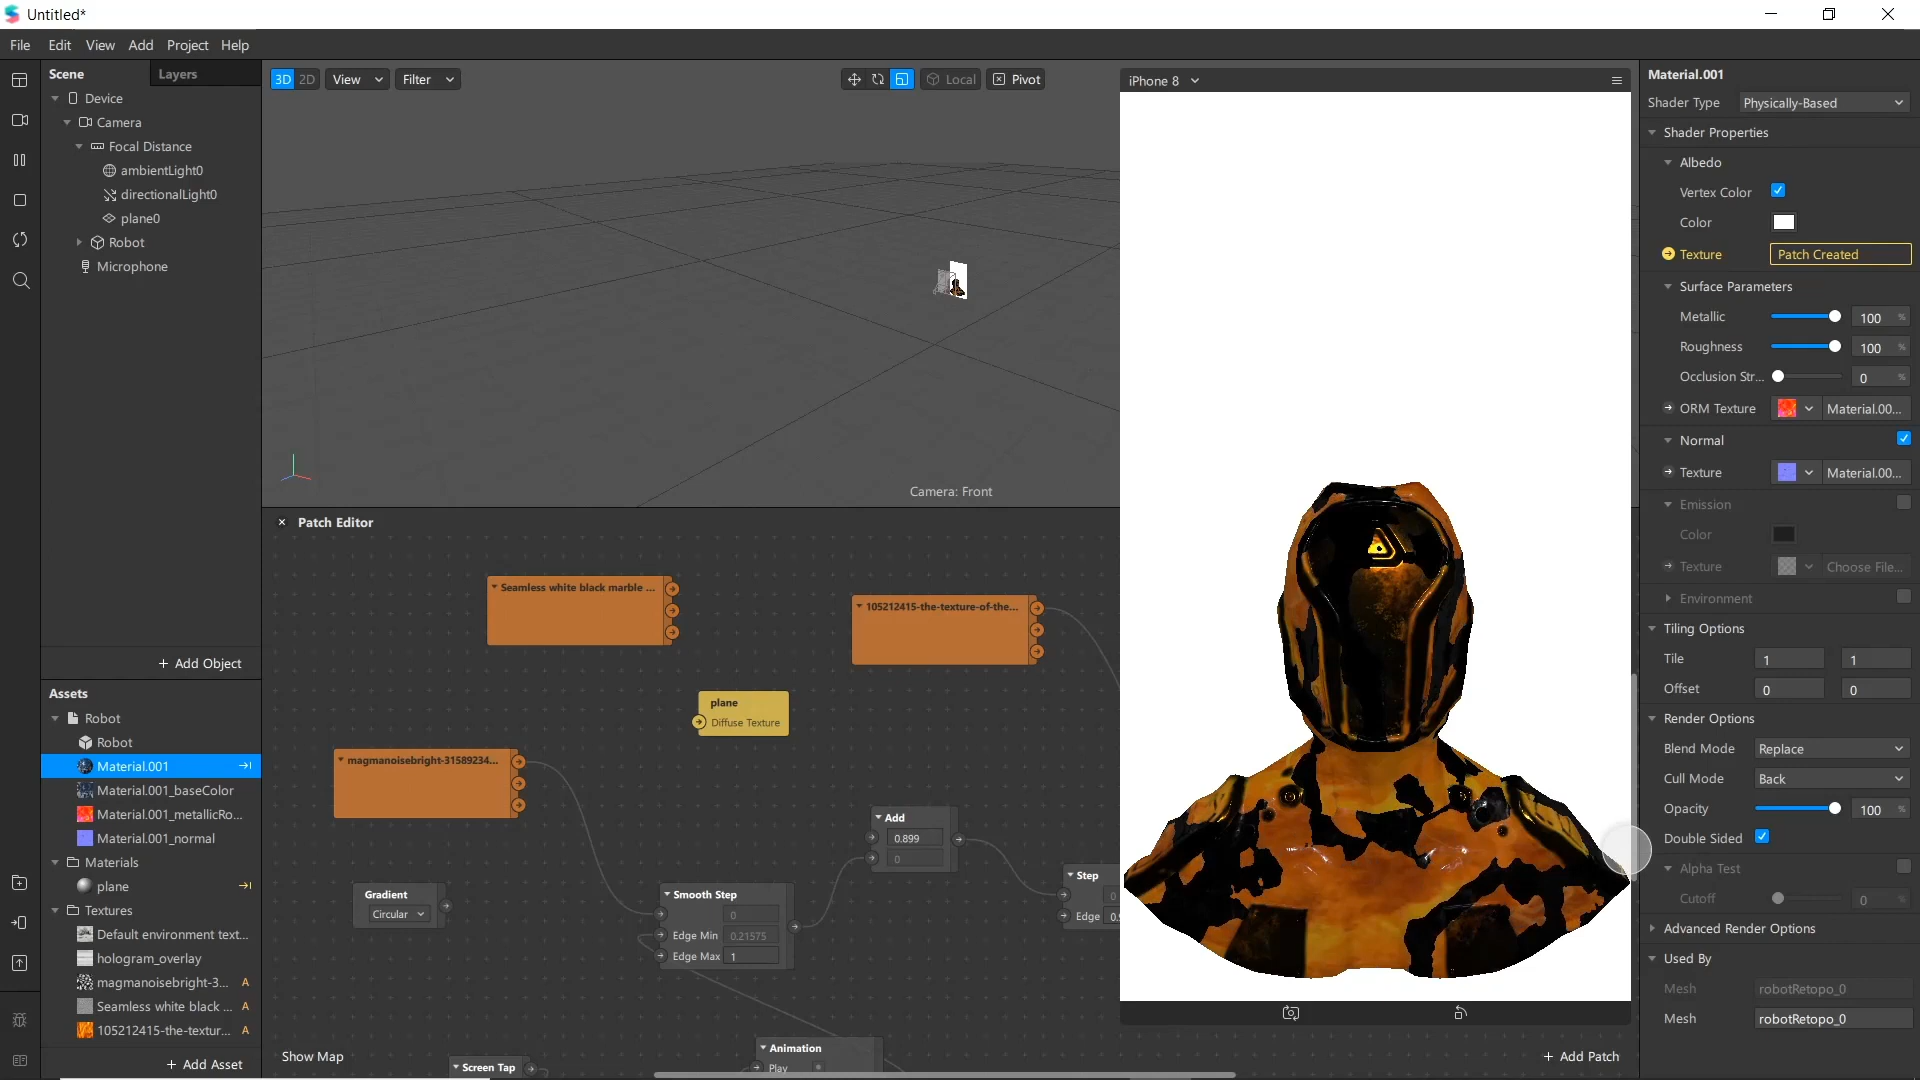 Untitled*
File Edit View Add Project Help
Scene Layers
Device
Camera
Focal Distance
ambientLight0
directionalLight0
plane0
Robot
Microphone
+ Add Object
Assets
Robot
Robot
Material.001
Material.001_baseColor
Material.001_metallicRo...
Material.001_normal
Materials
plane
Textures
Default environment text...
hologram_overlay
magmanoisebright-3... A
Seamless white black ... A
105212415-the-textur... A
+ Add Asset
3D 2D View Filter
Local Pivot
Camera: Front
Patch Editor
Seamless white black marble ...
105212415-the-texture-of-the...
plane
Diffuse Texture
magmanoisebright-31589234...
Gradient
Circular
Smooth Step
0
Edge Min 0.21575
Edge Max 1
Add
0.899
0
Step
0
Edge
Animation
Play
Screen Tap
Show Map
+ Add Patch
iPhone 8
Material.001
Shader Type Physically-Based
Shader Properties
Albedo
Vertex Color
Color
Texture Patch Created
Surface Parameters
Metallic 100 %
Roughness 100 %
Occlusion Str... 0 %
ORM Texture Material.00...
Normal
Texture Material.00...
Emission
Color
Texture Choose File...
Environment
Tiling Options
Tile 1 1
Offset 0 0
Render Options
Blend Mode Replace
Cull Mode Back
Opacity 100 %
Double Sided
Alpha Test
Cutoff 0 %
Advanced Render Options
Used By
Mesh robotRetopo_0
Mesh robotRetopo_0